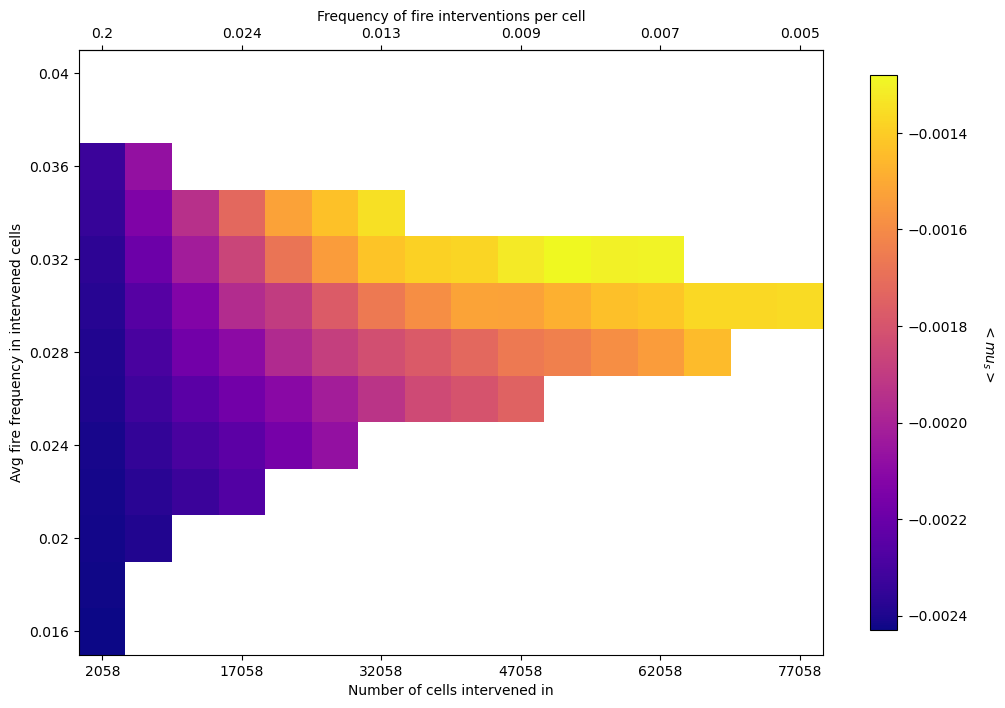 Frequency of fire interventions per cell
0.2 0.024 0.013 0.009 0.007 0.005
0.04
0.036
0.032
0.028
0.024
0.02
0.016
Avg fire frequency in intervened cells
2058 17058 32058 47058 62058 77058
Number of cells intervened in
−0.0014
−0.0016
−0.0018
−0.0020
−0.0022
−0.0024
< mu_s >